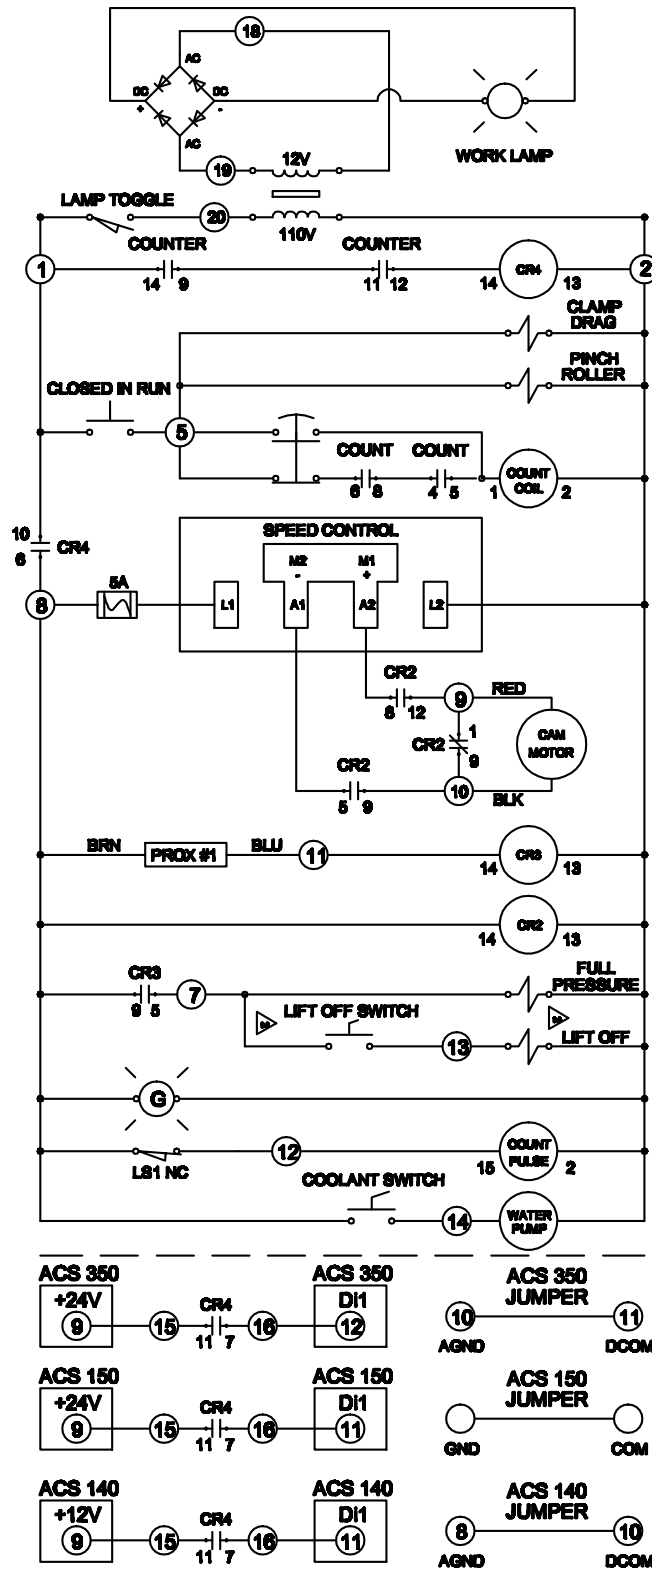 18
AC
DC
DC
+
-
AC
19
12V
WORK LAMP
LAMP TOGGLE
20
110V
COUNTER
COUNTER
1
14 9
11 12
14
CR4
13
2
CLAMP
DRAG
PINCH
ROLLER
CLOSED IN RUN
5
COUNT
COUNT
6 8
4 5
1
COUNT
COIL
2
10
CR4
6
SPEED CONTROL
M2
-
M1
+
8
5A
L1
A1
A2
L2
CR2
8 12
9
RED
1
CR2
9
CAM
MOTOR
CR2
5 9
10
BLK
BRN
PROX #1
BLU
11
14
CR3
13
14
CR2
13
CR3
9 5
7
FULL
PRESSURE
3
LIFT OFF SWITCH
13
3
LIFT OFF
G
LS1 NC
12
15
COUNT
PULSE
2
COOLANT SWITCH
14
WATER
PUMP
ACS 350
ACS 350
ACS 350
JUMPER
+24V
9
15
CR4
11 7
16
Di1
12
10
11
AGND
DCOM
ACS 150
ACS 150
ACS 150
JUMPER
+24V
9
15
CR4
11 7
16
Di1
11
GND
COM
ACS 140
ACS 140
ACS 140
JUMPER
+12V
9
15
CR4
11 7
16
Di1
11
8
10
AGND
DCOM